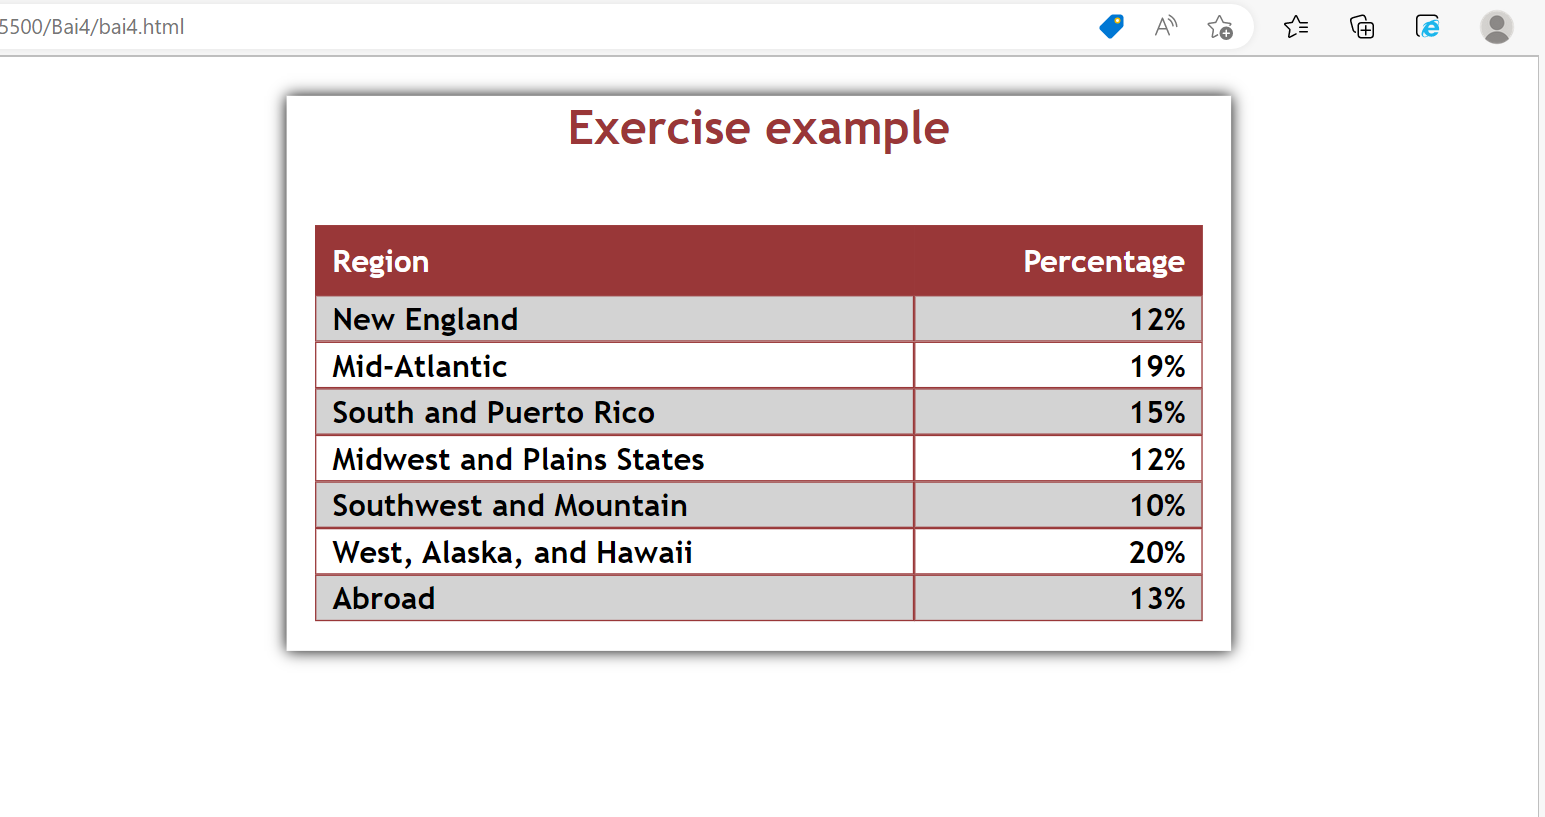 5500/Bai4/bai4.html
Exercise example
Region Percentage
New England 12%
Mid-Atlantic 19%
South and Puerto Rico 15%
Midwest and Plains States 12%
Southwest and Mountain 10%
West, Alaska, and Hawaii 20%
Abroad 13%